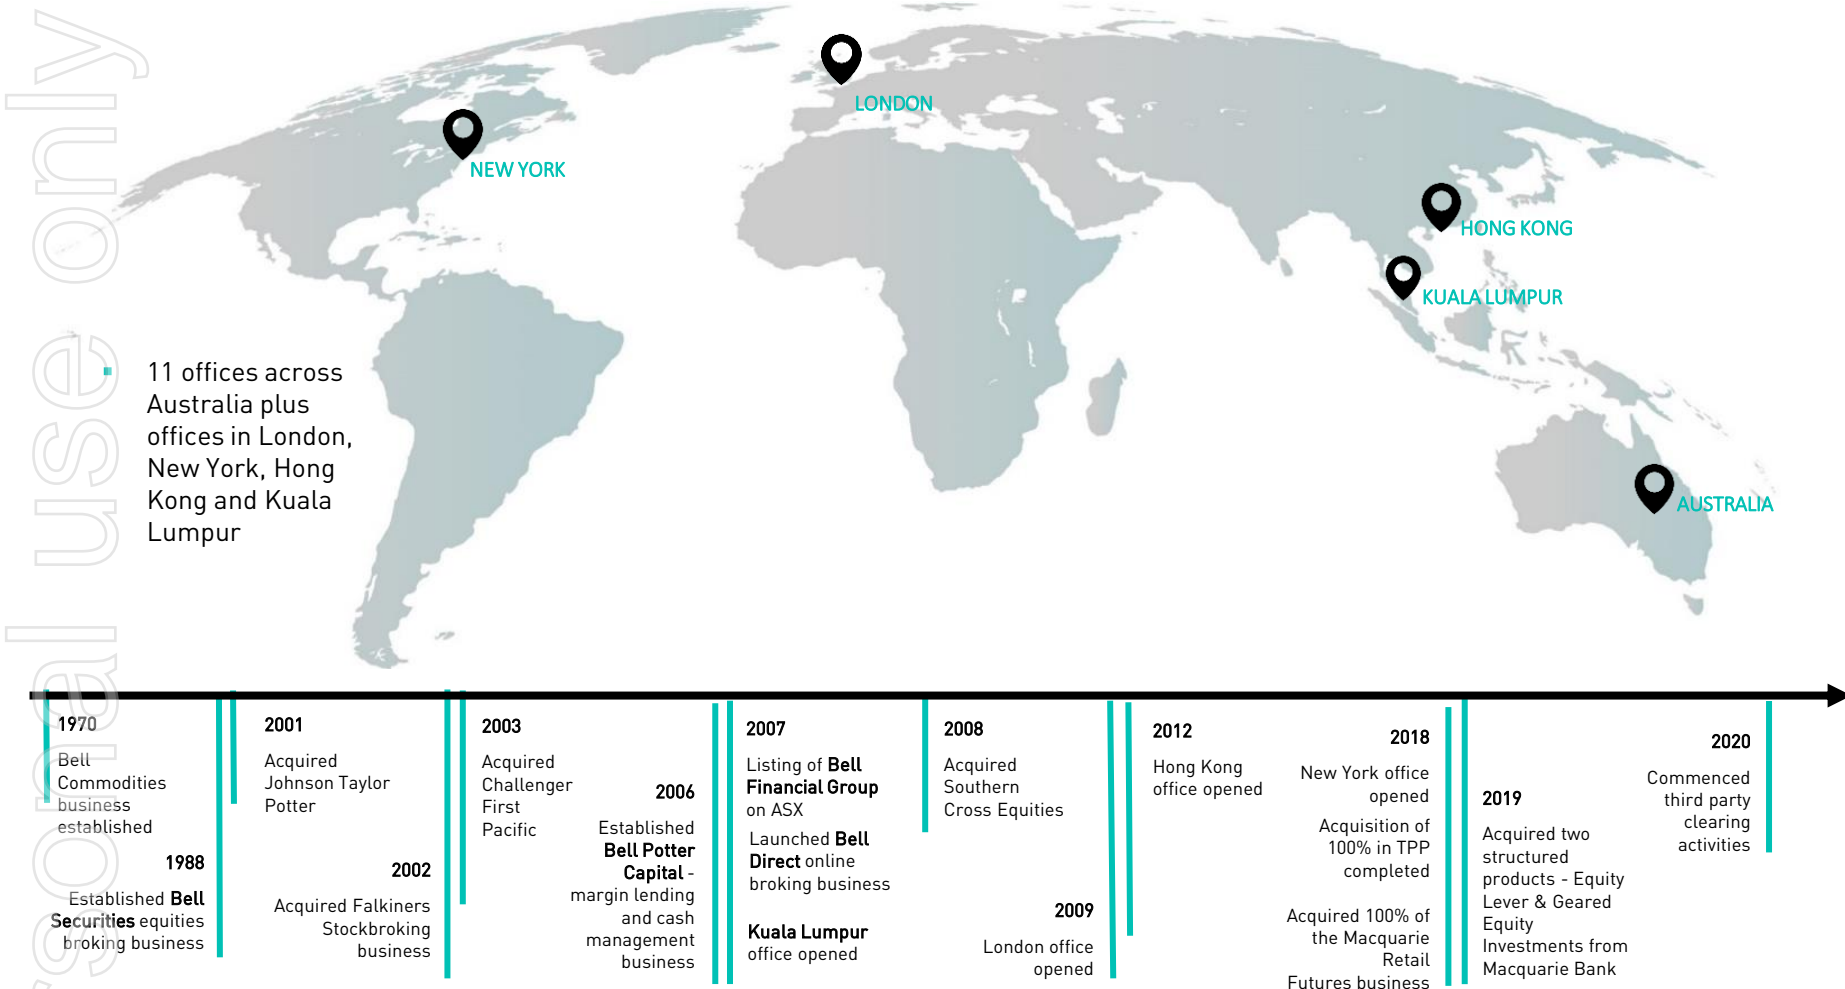 LONDON
NEW YORK
HONG KONG
KUALA LUMPUR
AUSTRALIA
11 offices across
Australia plus
offices in London,
New York, Hong
Kong and Kuala
Lumpur
sonal use only
1970
Bell
Commodities
business
established
1988
Established Bell
Securities equities
broking business
2001
Acquired
Johnson Taylor
Potter
2002
Acquired Falkiners
Stockbroking
business
2003
Acquired
Challenger
First
Pacific
2006
Established
Bell Potter
Capital -
margin lending
and cash
management
business
2007
Listing of Bell
Financial Group
on ASX
Launched Bell
Direct online
broking business
Kuala Lumpur
office opened
2008
Acquired
Southern
Cross Equities
2009
London office
opened
2012
Hong Kong
office opened
2018
New York office
opened
Acquisition of
100% in TPP
completed
Acquired 100% of
the Macquarie
Retail
Futures business
2019
Acquired two
structured
products - Equity
Lever & Geared
Equity
Investments from
Macquarie Bank
2020
Commenced
third party
clearing
activities